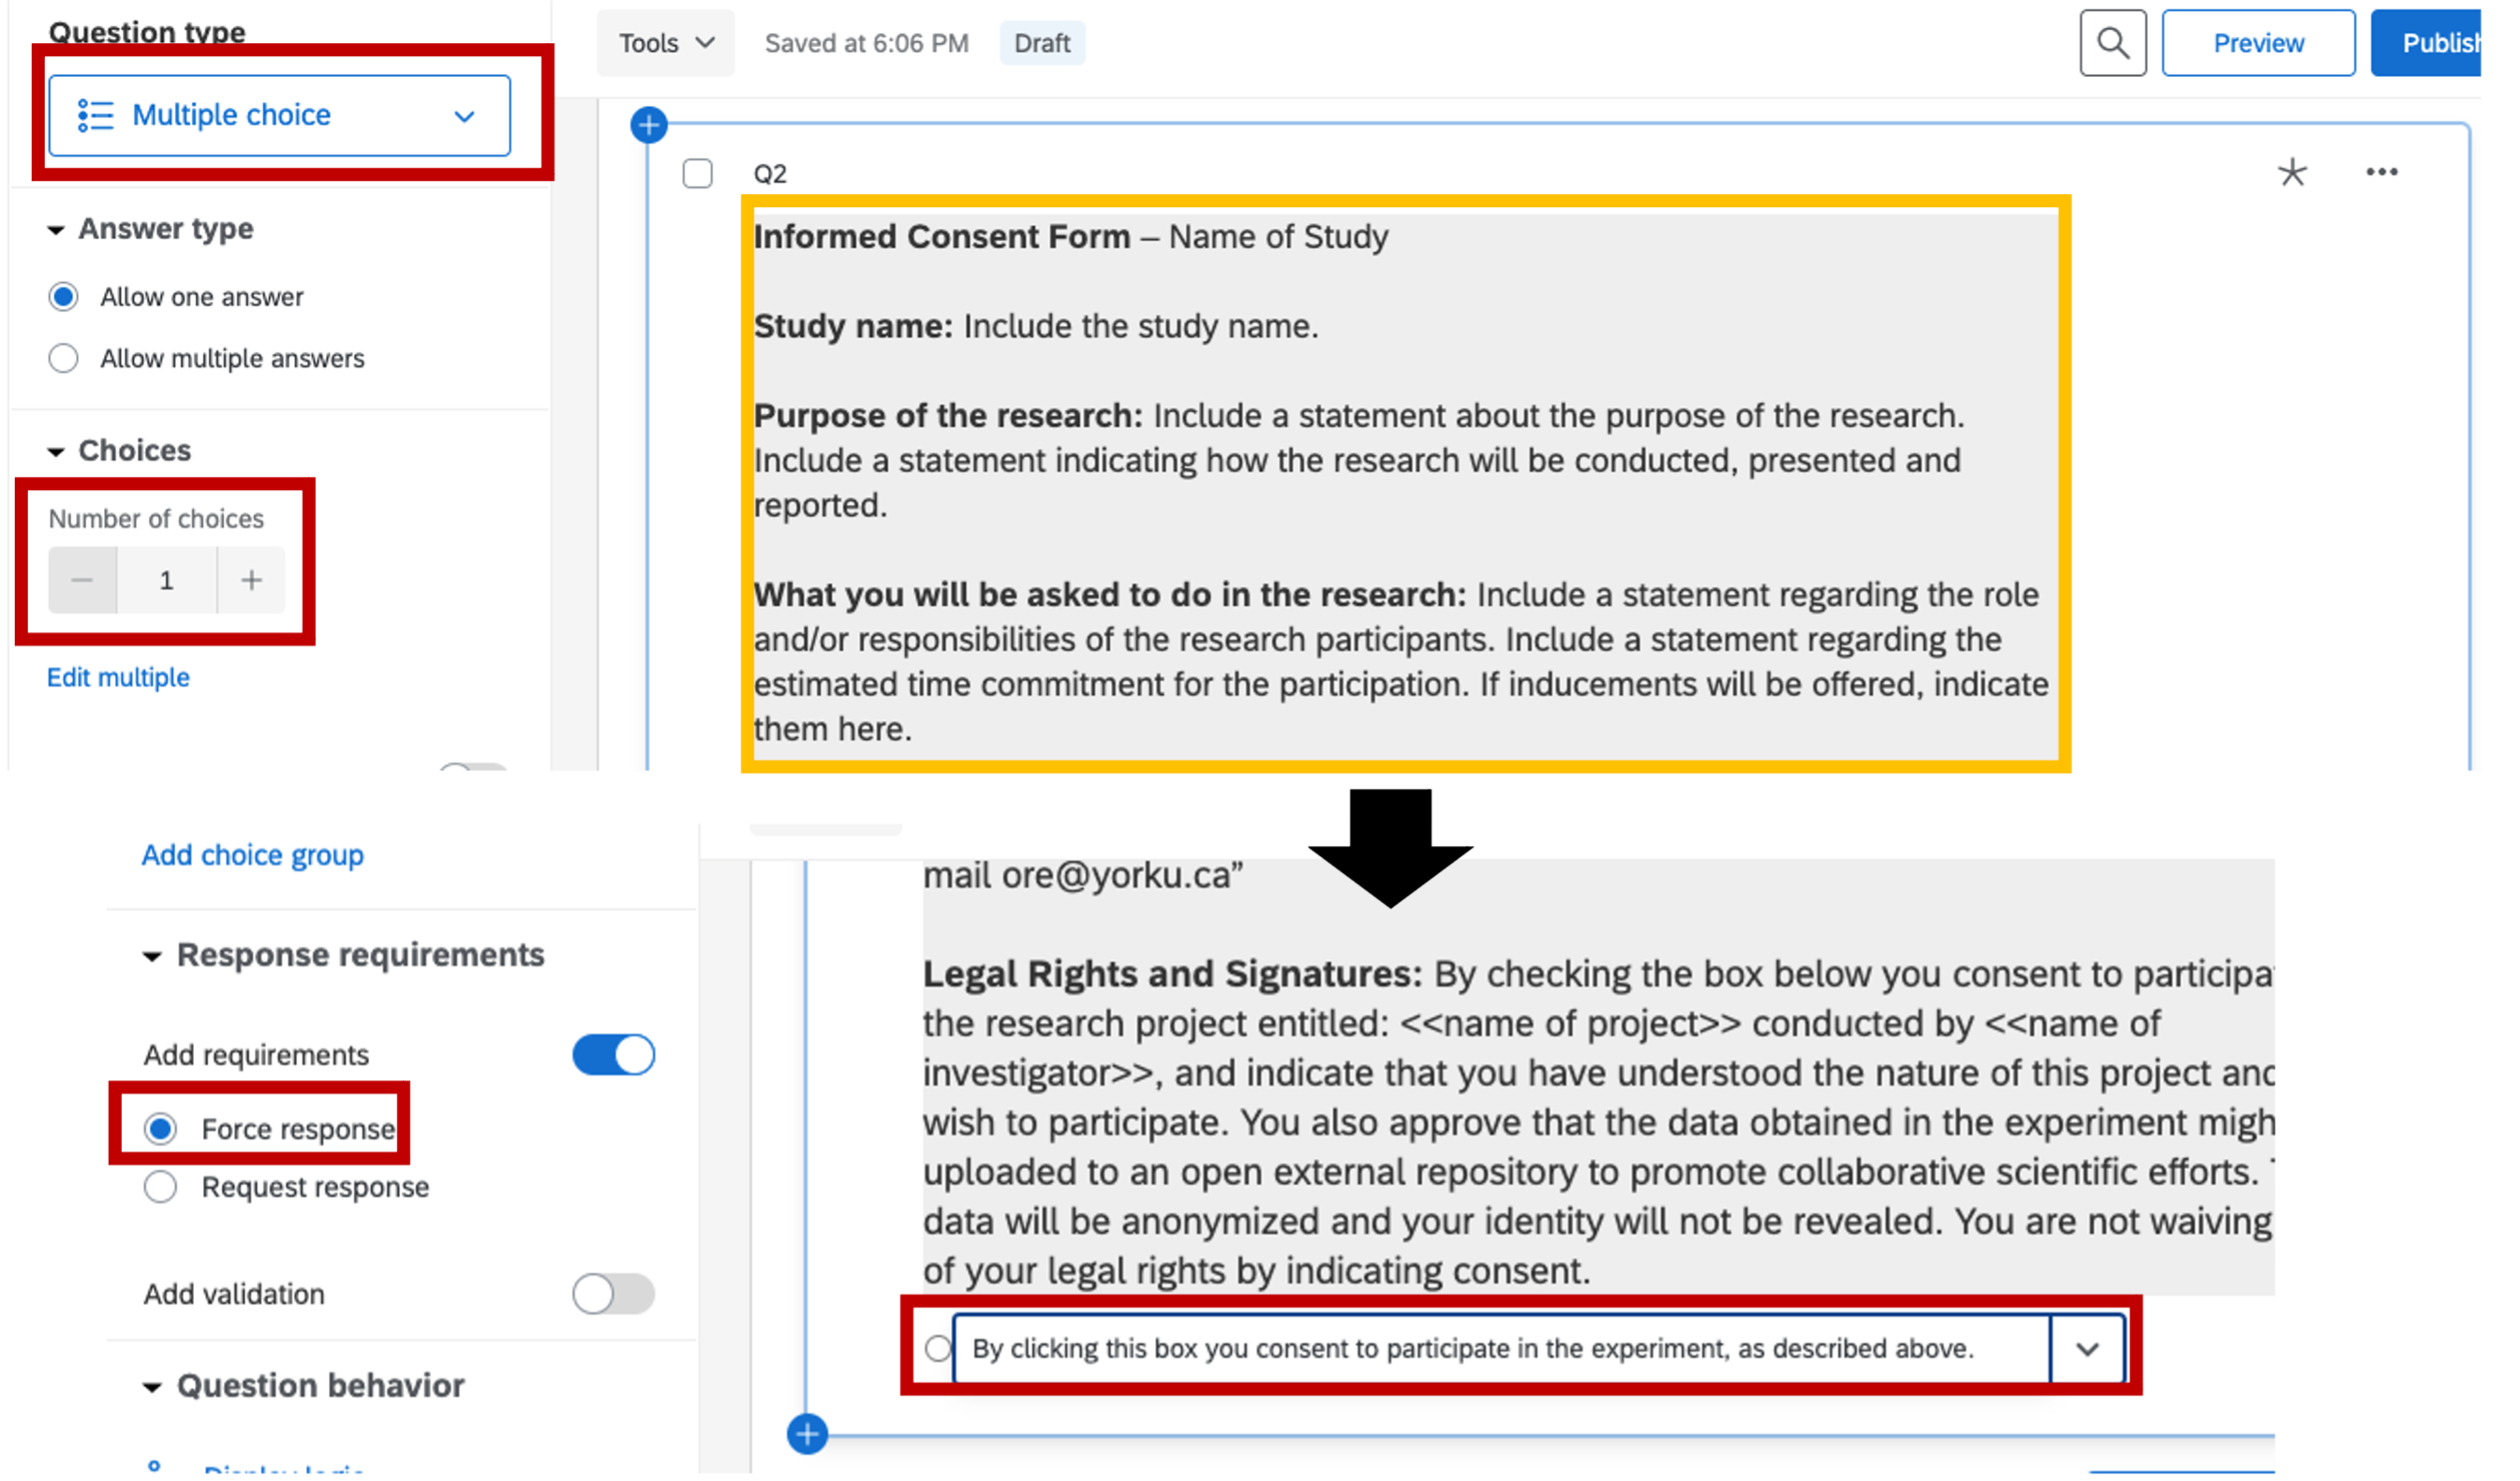 Question type
Multiple choice
Answer type
Allow one answer
Allow multiple answers
Choices
Number of choices
1
Edit multiple
Tools
Saved at 6:06 PM
Draft
Preview
Publish
Q2
Informed Consent Form – Name of Study
Study name: Include the study name.
Purpose of the research: Include a statement about the purpose of the research.
Include a statement indicating how the research will be conducted, presented and
reported.
What you will be asked to do in the research: Include a statement regarding the role
and/or responsibilities of the research participants. Include a statement regarding the
estimated time commitment for the participation. If inducements will be offered, indicate
them here.
Add choice group
Response requirements
Add requirements
Force response
Request response
Add validation
Question behavior
Display logic
mail ore@yorku.ca”
Legal Rights and Signatures: By checking the box below you consent to participa
the research project entitled: <<name of project>> conducted by <<name of
investigator>>, and indicate that you have understood the nature of this project and
wish to participate. You also approve that the data obtained in the experiment migh
uploaded to an open external repository to promote collaborative scientific efforts.
data will be anonymized and your identity will not be revealed. You are not waiving
of your legal rights by indicating consent.
By clicking this box you consent to participate in the experiment, as described above.